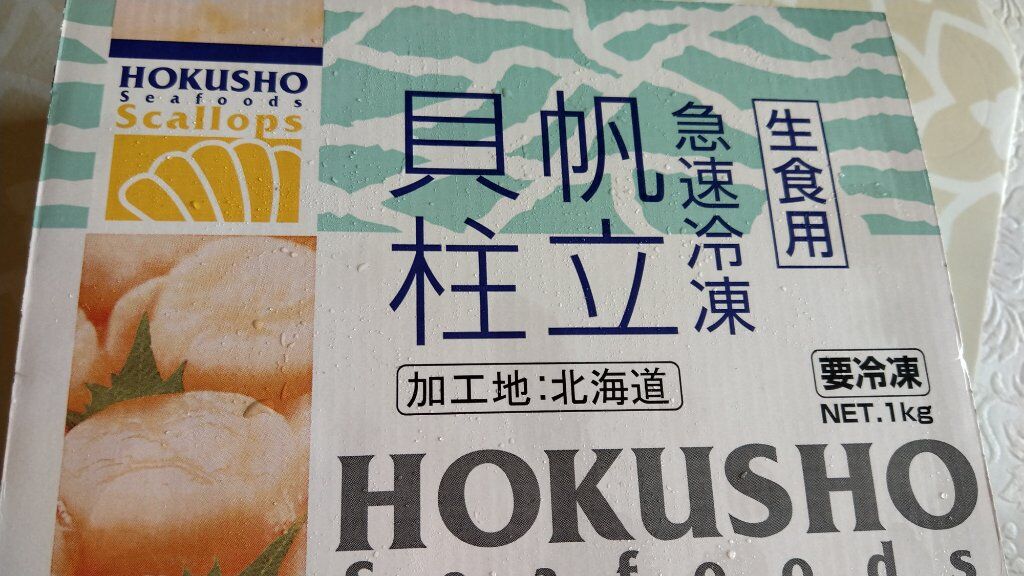 HOKUSHO
Seafoods
Scallops
生食用
急速冷凍
帆立
貝柱
加工地:北海道
要冷凍
NET.1kg
HOKUSHO
Seafoods